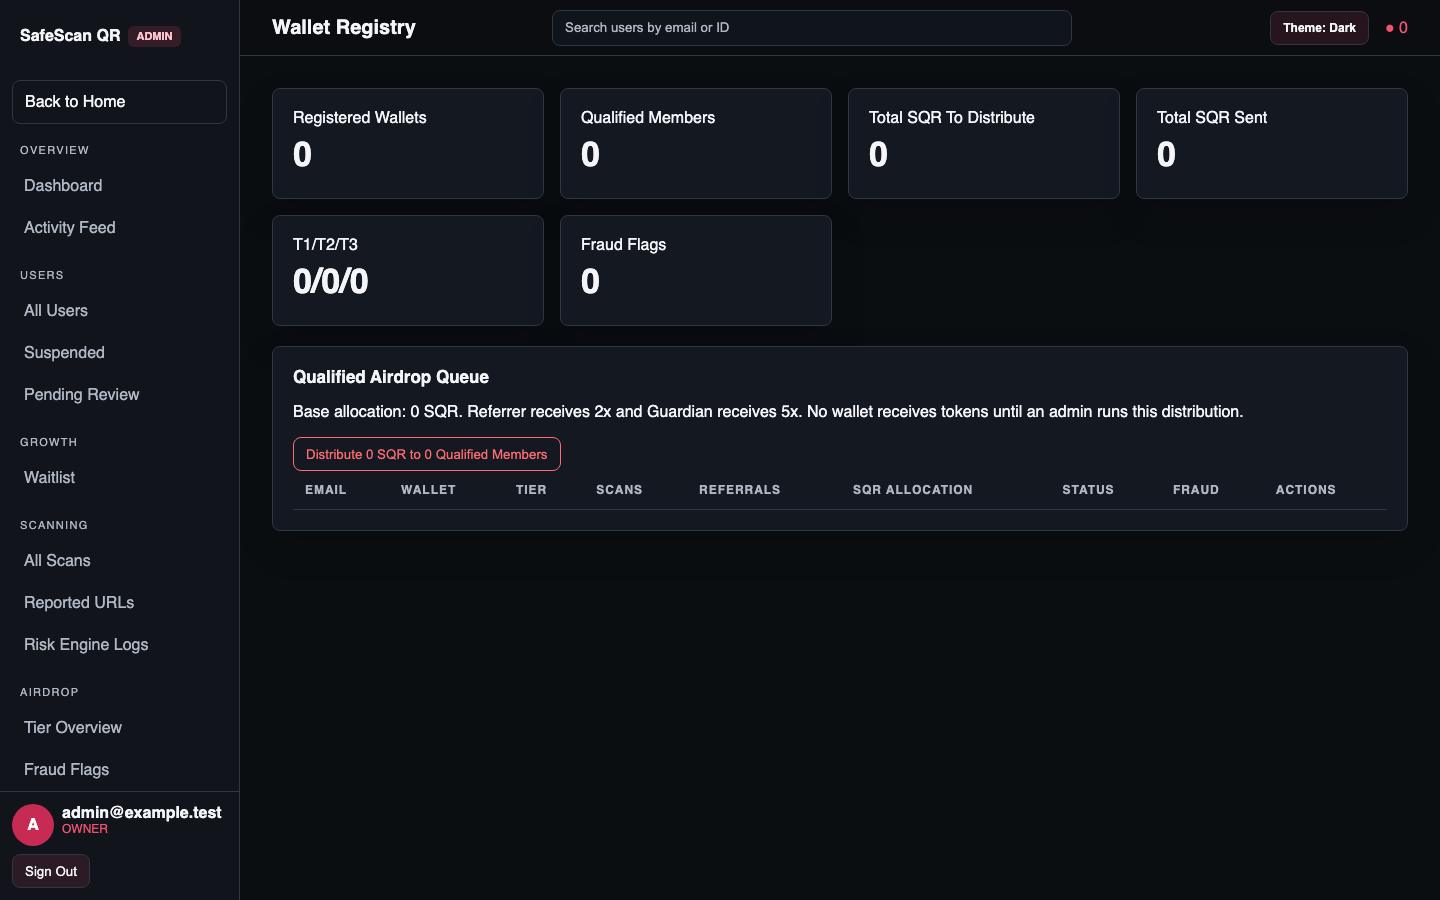 SafeScan QR ADMIN
Back to Home
OVERVIEW
Dashboard
Activity Feed
USERS
All Users
Suspended
Pending Review
GROWTH
Waitlist
SCANNING
All Scans
Reported URLs
Risk Engine Logs
AIRDROP
Tier Overview
Fraud Flags
A admin@example.test
OWNER
Sign Out
Wallet Registry
Search users by email or ID
Theme: Dark
● 0
Registered Wallets
0
Qualified Members
0
Total SQR To Distribute
0
Total SQR Sent
0
T1/T2/T3
0/0/0
Fraud Flags
0
Qualified Airdrop Queue
Base allocation: 0 SQR. Referrer receives 2x and Guardian receives 5x. No wallet receives tokens until an admin runs this distribution.
Distribute 0 SQR to 0 Qualified Members
EMAIL WALLET TIER SCANS REFERRALS SQR ALLOCATION STATUS FRAUD ACTIONS